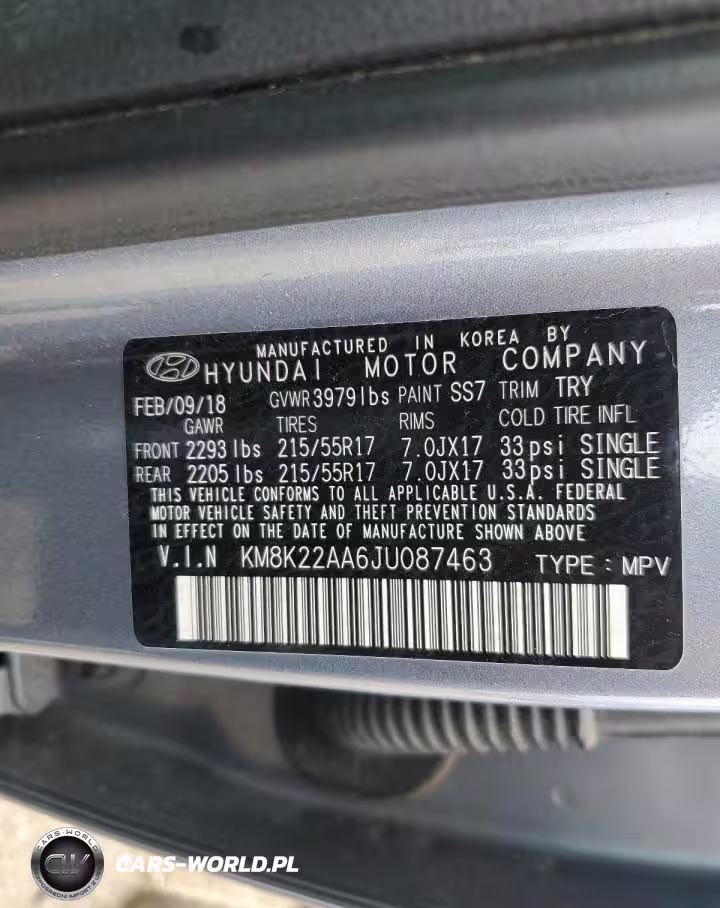 MANUFACTURED IN KOREA BY
HYUNDAI MOTOR COMPANY
FEB/09/18 GVWR 3979 lbs PAINT SS7 TRIM TRY
GAWR TIRES RIMS COLD TIRE INFL
FRONT 2293 lbs 215/55R17 7.0JX17 33 psi SINGLE
REAR 2205 lbs 215/55R17 7.0JX17 33 psi SINGLE
THIS VEHICLE CONFORMS TO ALL APPLICABLE U.S.A. FEDERAL
MOTOR VEHICLE SAFETY AND THEFT PREVENTION STANDARDS
IN EFFECT ON THE DATE OF MANUFACTURE SHOWN ABOVE
V.I.N KM8K22AA6JU087463 TYPE : MPV
CARS-WORLD
CW
CARS-WORLD.PL